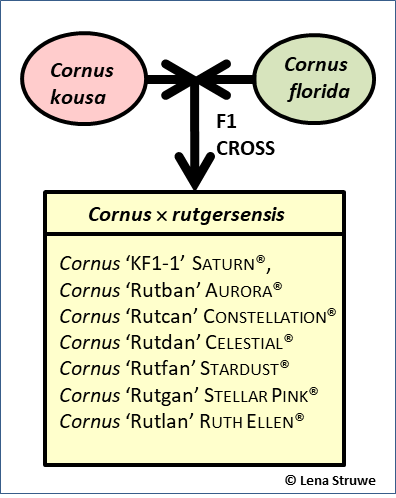 Cornus
kousa
Cornus
florida
F1
CROSS
Cornus × rutgersensis
Cornus ‘KF1-1’ SATURN®,
Cornus ‘Rutban’ AURORA®
Cornus ‘Rutcan’ CONSTELLATION®
Cornus ‘Rutdan’ CELESTIAL®
Cornus ‘Rutfan’ STARDUST®
Cornus ‘Rutgan’ STELLAR PINK®
Cornus ‘Rutlan’ RUTH ELLEN®
© Lena Struwe